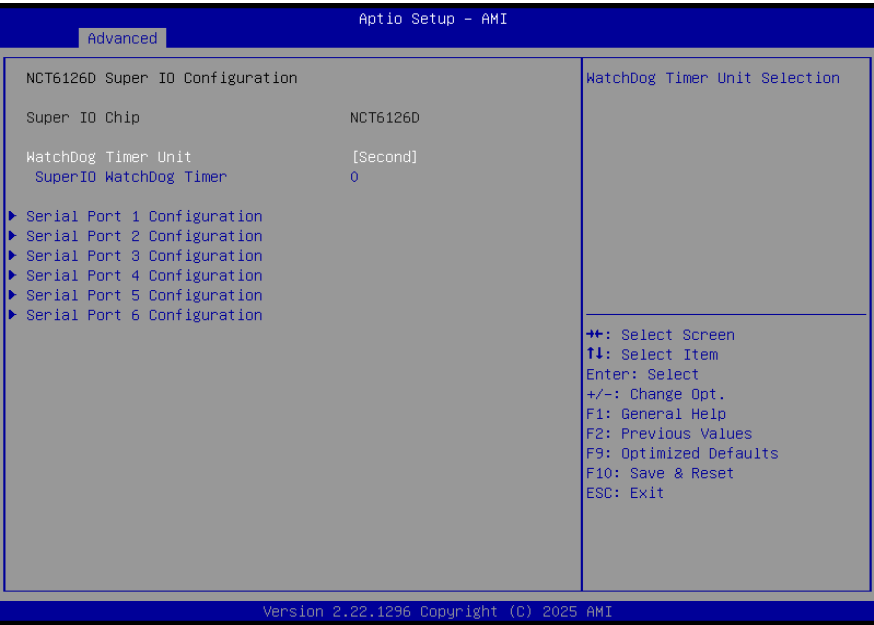 Aptio Setup – AMI
Advanced
NCT6126D Super IO Configuration
Super IO Chip NCT6126D
WatchDog Timer Unit [Second]
SuperIO WatchDog Timer 0
Serial Port 1 Configuration
Serial Port 2 Configuration
Serial Port 3 Configuration
Serial Port 4 Configuration
Serial Port 5 Configuration
Serial Port 6 Configuration
WatchDog Timer Unit Selection
→←: Select Screen
↑↓: Select Item
Enter: Select
+/-: Change Opt.
F1: General Help
F2: Previous Values
F9: Optimized Defaults
F10: Save & Reset
ESC: Exit
Version 2.22.1296 Copyright (C) 2025 AMI